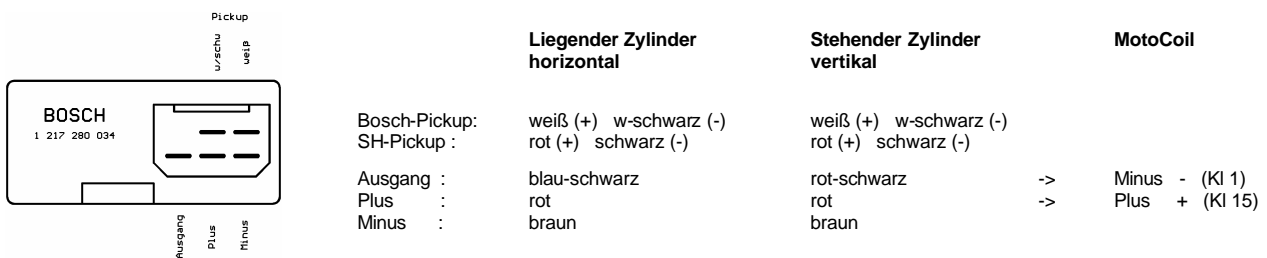 Pickup
w/schw
weiß
BOSCH
1 217 280 034
Ausgang
Plus
Minus
Liegender Zylinder Stehender Zylinder MotoCoil
horizontal vertikal
Bosch-Pickup: weiß (+) w-schwarz (-) weiß (+) w-schwarz (-)
SH-Pickup : rot (+) schwarz (-) rot (+) schwarz (-)
Ausgang : blau-schwarz rot-schwarz -> Minus - (Kl 1)
Plus : rot rot -> Plus + (Kl 15)
Minus : braun braun